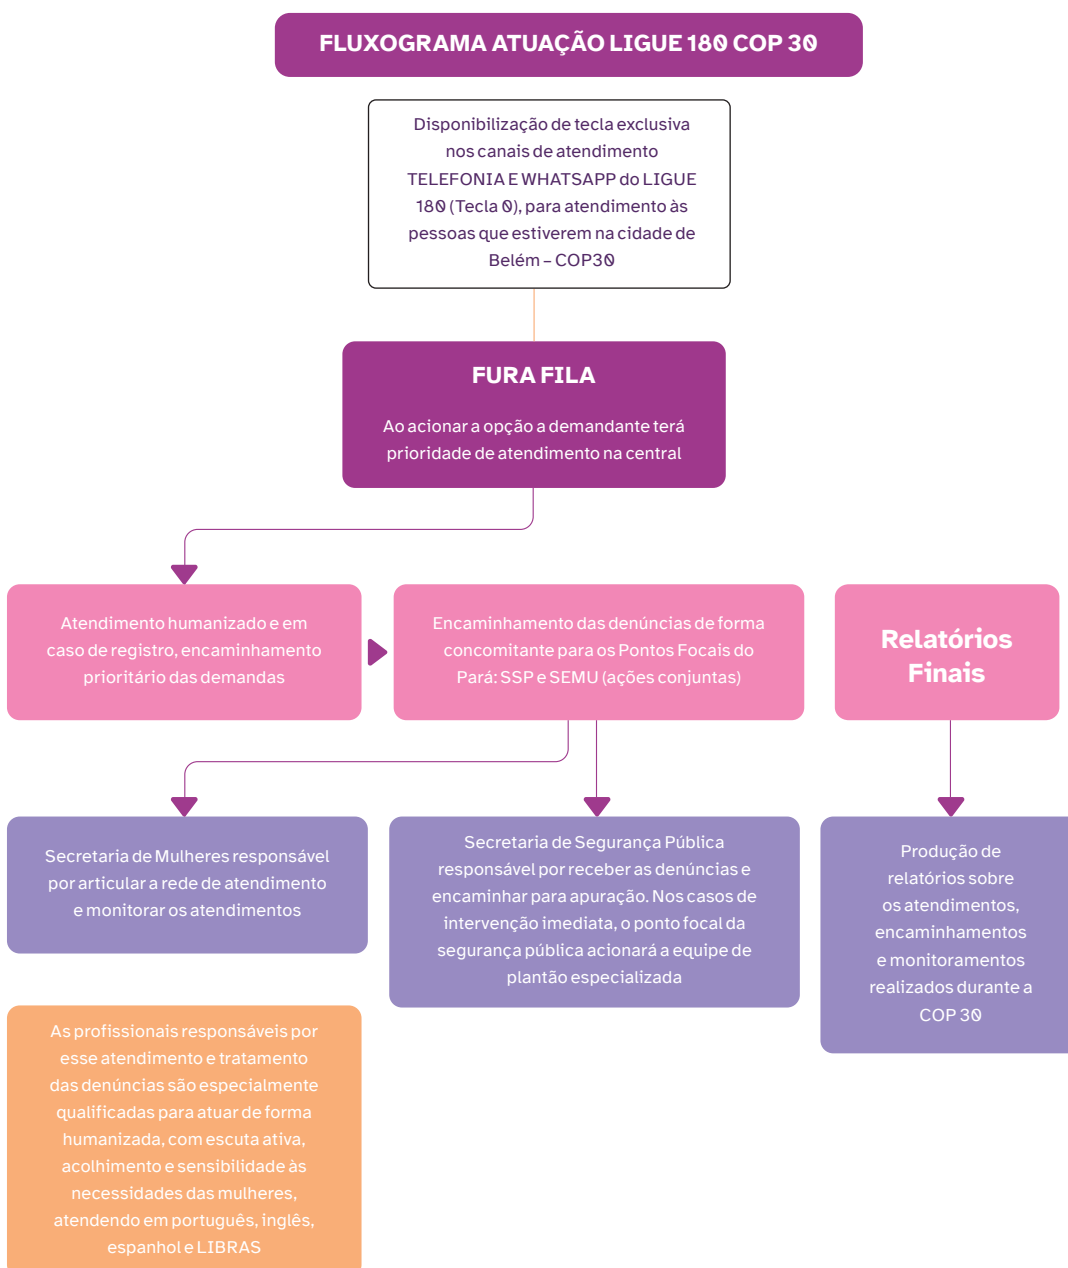 FLUXOGRAMA ATUAÇÃO LIGUE 180 COP 30
Disponibilização de tecla exclusiva
nos canais de atendimento
TELEFONIA E WHATSAPP do LIGUE
180 (Tecla 0), para atendimento às
pessoas que estiverem na cidade de
Belém – COP30
FURA FILA
Ao acionar a opção a demandante terá
prioridade de atendimento na central
Atendimento humanizado e em
caso de registro, encaminhamento
prioritário das demandas
Encaminhamento das denúncias de forma
concomitante para os Pontos Focais do
Pará: SSP e SEMU (ações conjuntas)
Relatórios
Finais
Secretaria de Mulheres responsável
por articular a rede de atendimento
e monitorar os atendimentos
Secretaria de Segurança Pública
responsável por receber as denúncias e
encaminhar para apuração. Nos casos de
intervenção imediata, o ponto focal da
segurança pública acionará a equipe de
plantão especializada
Produção de
relatórios sobre
os atendimentos,
encaminhamentos
e monitoramentos
realizados durante a
COP 30
As profissionais responsáveis por
esse atendimento e tratamento
das denúncias são especialmente
qualificadas para atuar de forma
humanizada, com escuta ativa,
acolhimento e sensibilidade às
necessidades das mulheres,
atendendo em português, inglês,
espanhol e LIBRAS